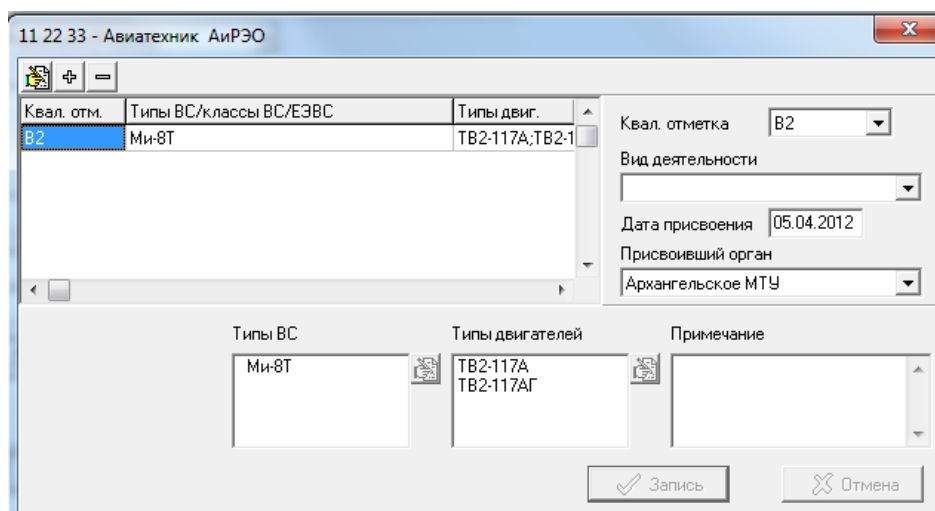 11 22 33 - Авиатехник АиРЭО
Квал. отм. Типы ВС/классы ВС/ЕЭВС Типы двиг.
В2 Ми-8Т ТВ2-117А;ТВ2-1
Квал. отметка В2
Вид деятельности
Дата присвоения 05.04.2012
Присвоивший орган
Архангельское МТУ
Типы ВС Типы двигателей Примечание
Ми-8Т ТВ2-117А
ТВ2-117АГ
Запись Отмена